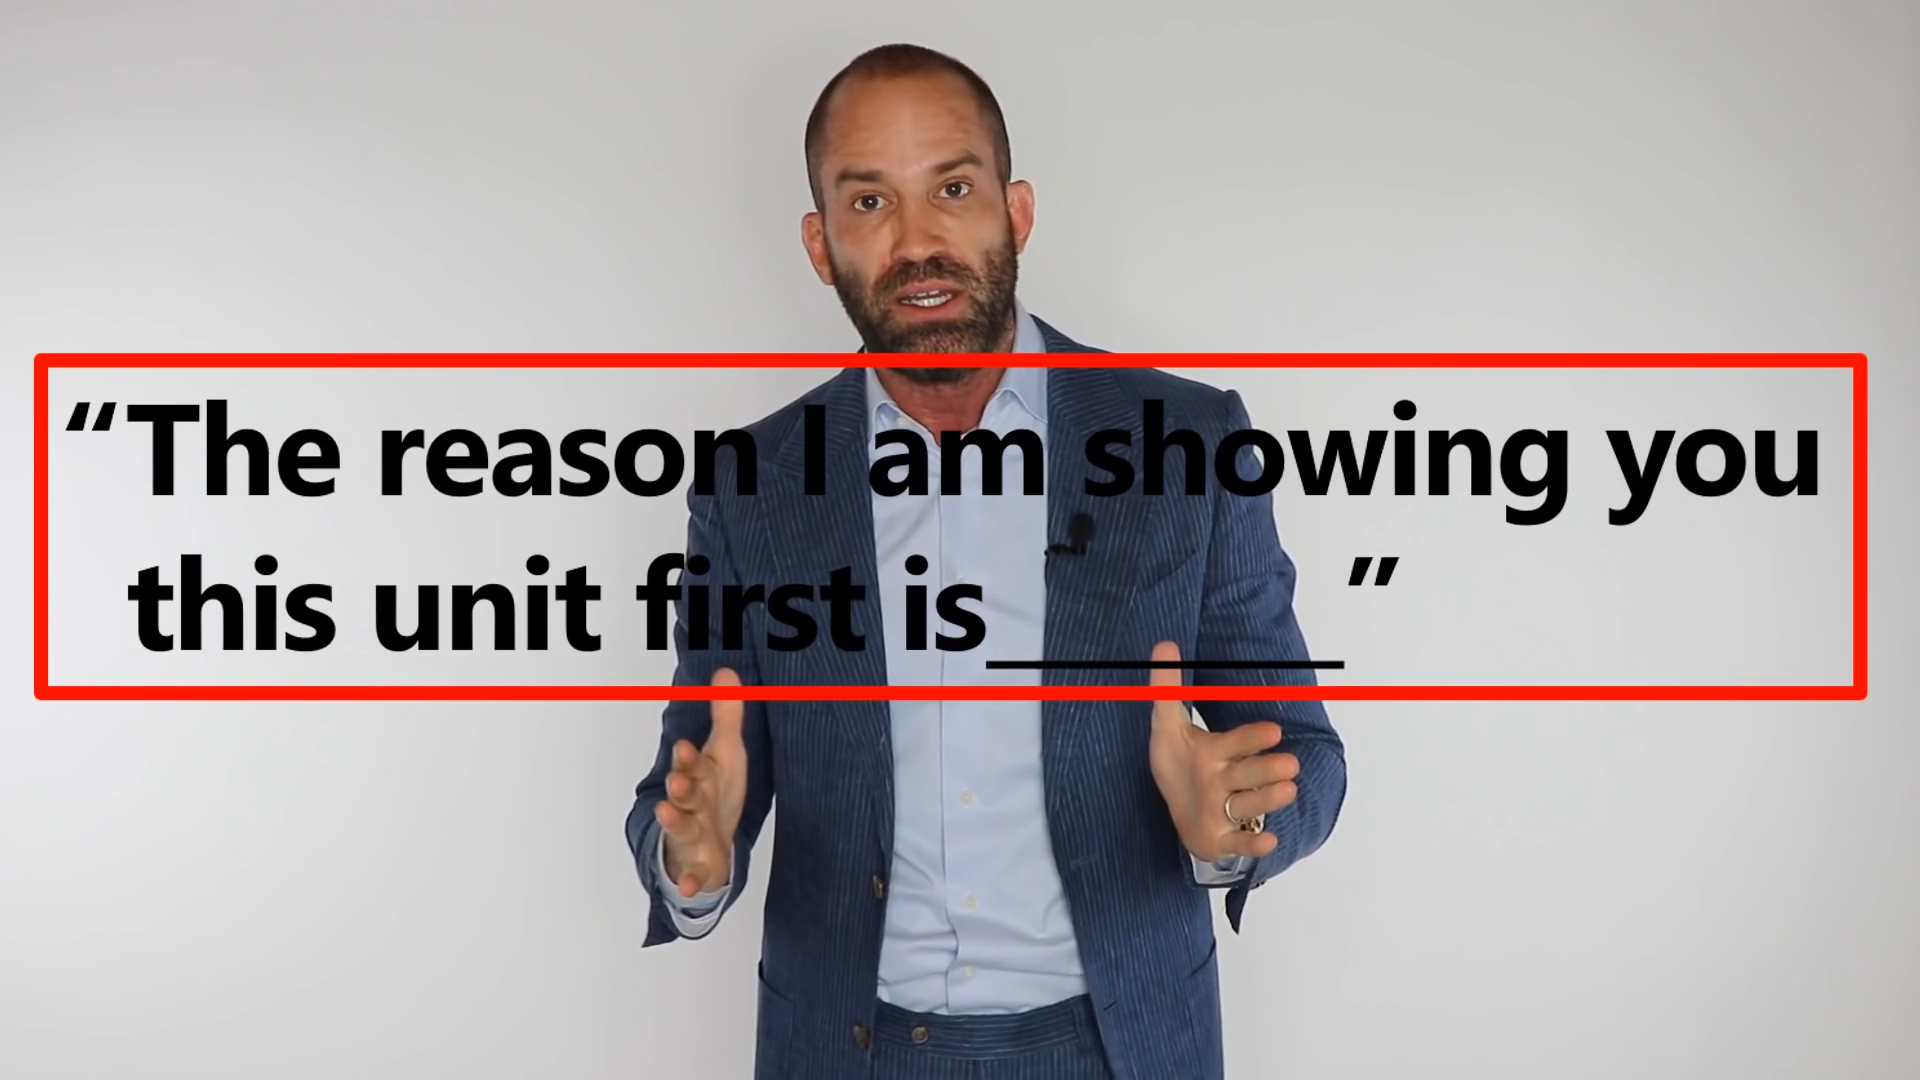 “The reason I am showing you
this unit first is_______”